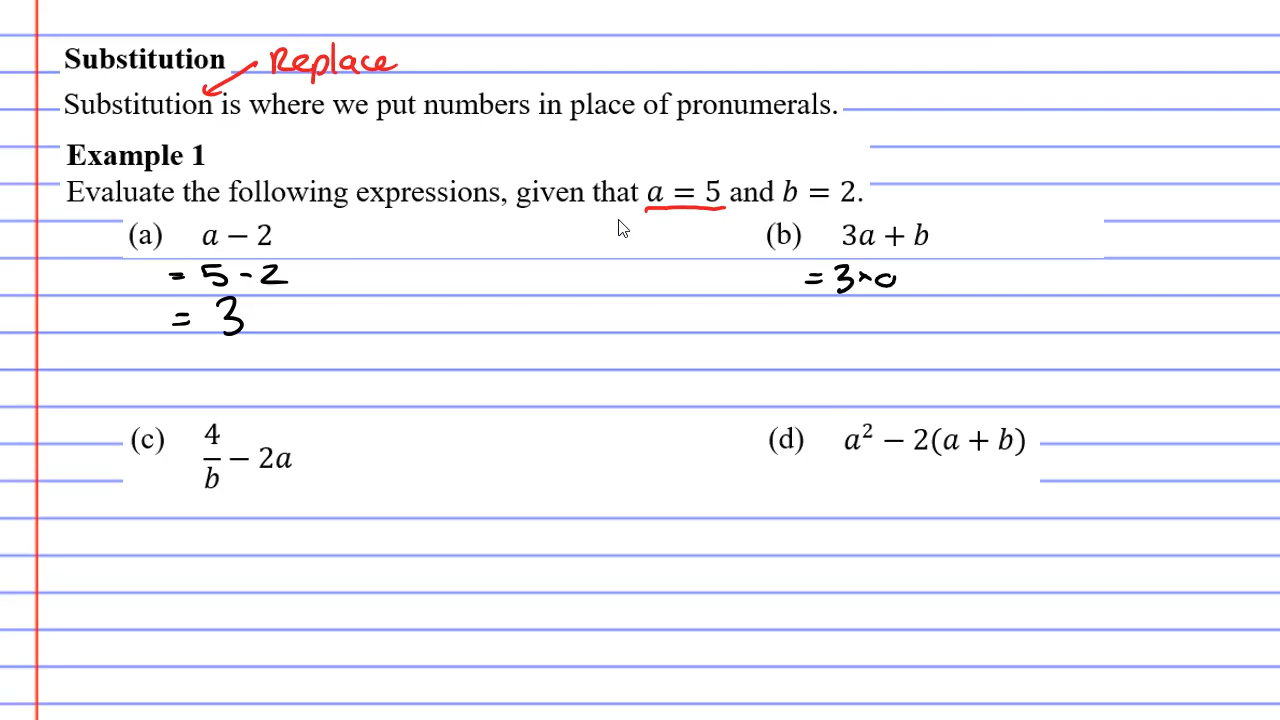 Substitution Replace
Substitution is where we put numbers in place of pronumerals.
Example 1
Evaluate the following expressions, given that a = 5 and b = 2.
(a) a − 2 (b) 3a + b
= 5 - 2 = 3×
= 3
(c) 4/b − 2a (d) a² − 2(a + b)